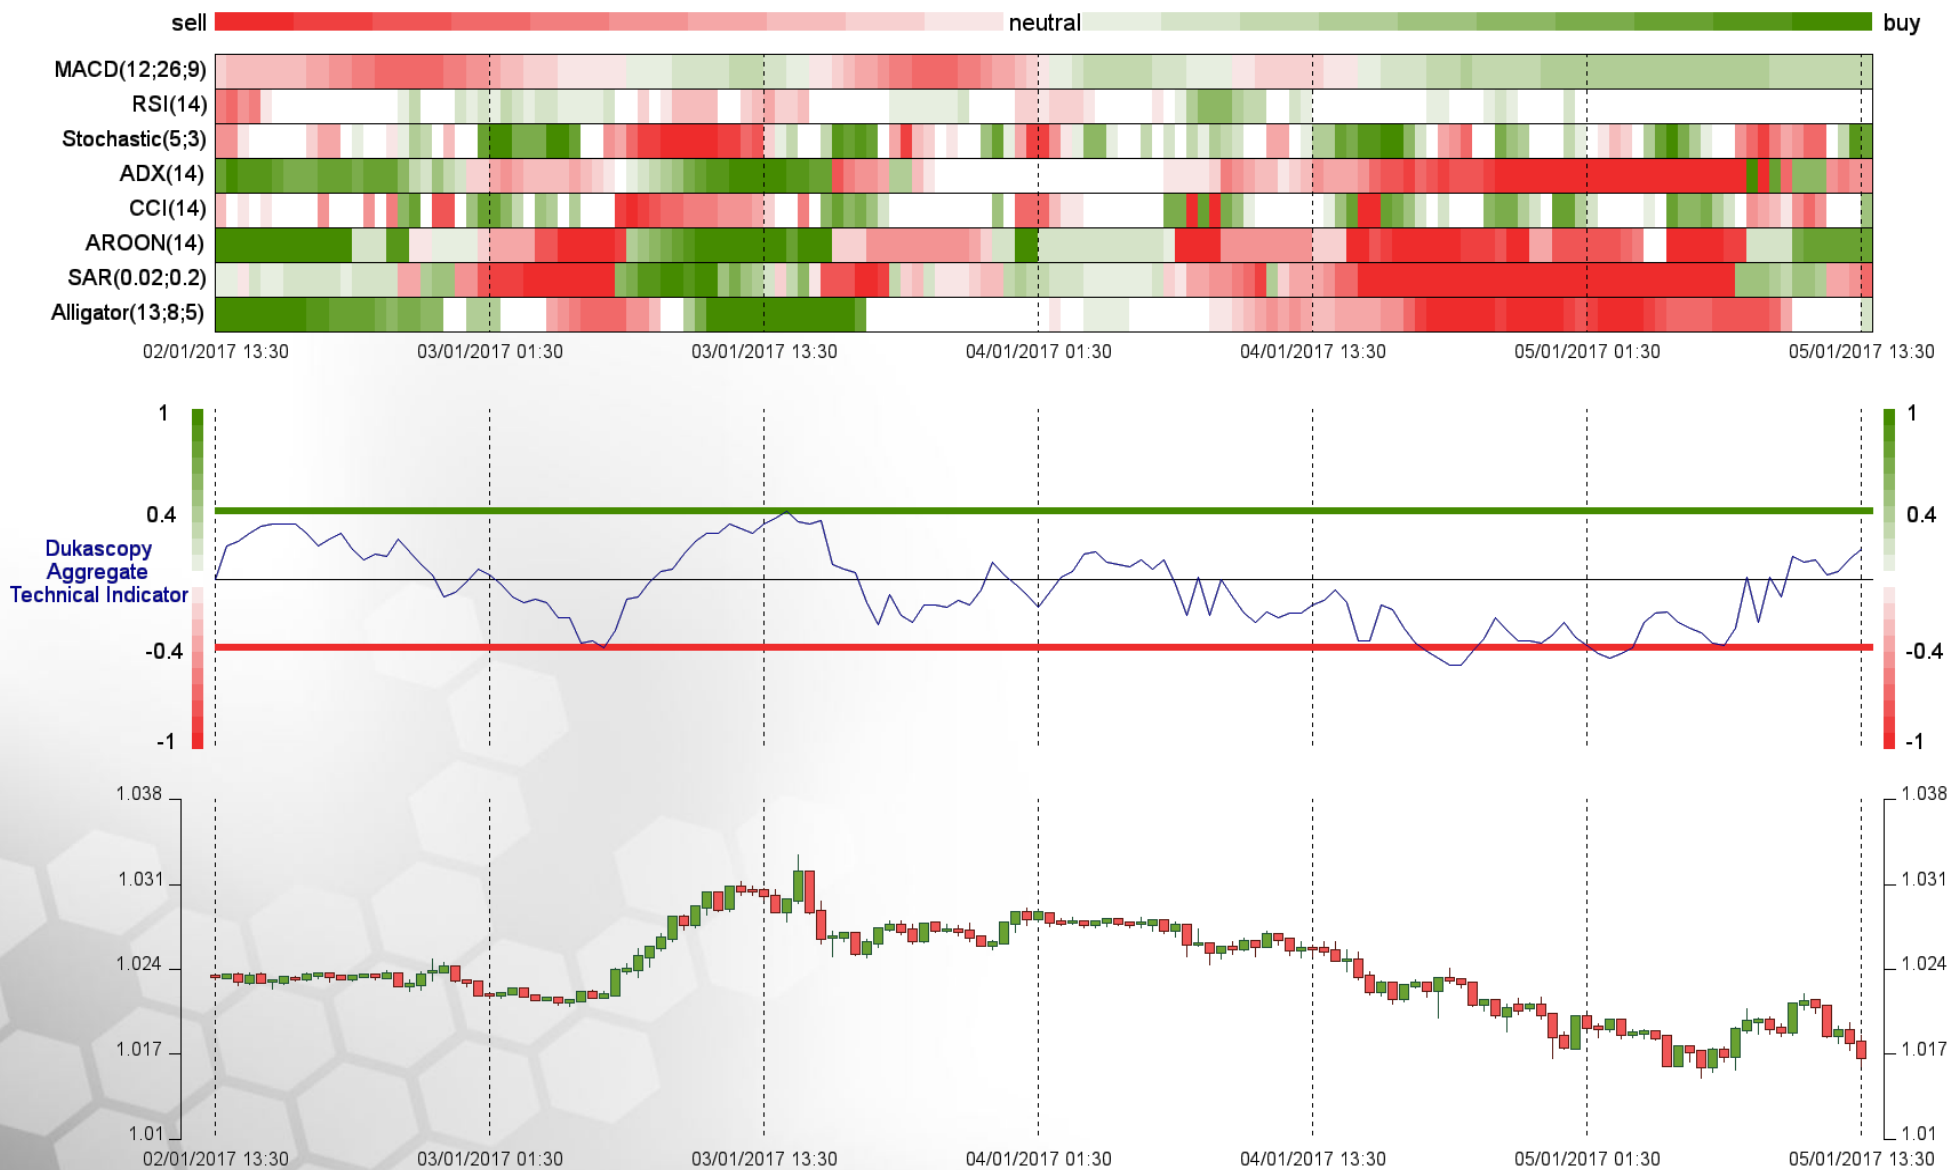 sell neutral buy
MACD(12;26;9)
RSI(14)
Stochastic(5;3)
ADX(14)
CCI(14)
AROON(14)
SAR(0.02;0.2)
Alligator(13;8;5)
02/01/2017 13:30 03/01/2017 01:30 03/01/2017 13:30 04/01/2017 01:30 04/01/2017 13:30 05/01/2017 01:30 05/01/2017 13:30
1 1
0.4 0.4
Dukascopy
Aggregate
Technical Indicator
-0.4 -0.4
-1 -1
1.038 1.038
1.031 1.031
1.024 1.024
1.017 1.017
1.01 1.01
02/01/2017 13:30 03/01/2017 01:30 03/01/2017 13:30 04/01/2017 01:30 04/01/2017 13:30 05/01/2017 01:30 05/01/2017 13:30